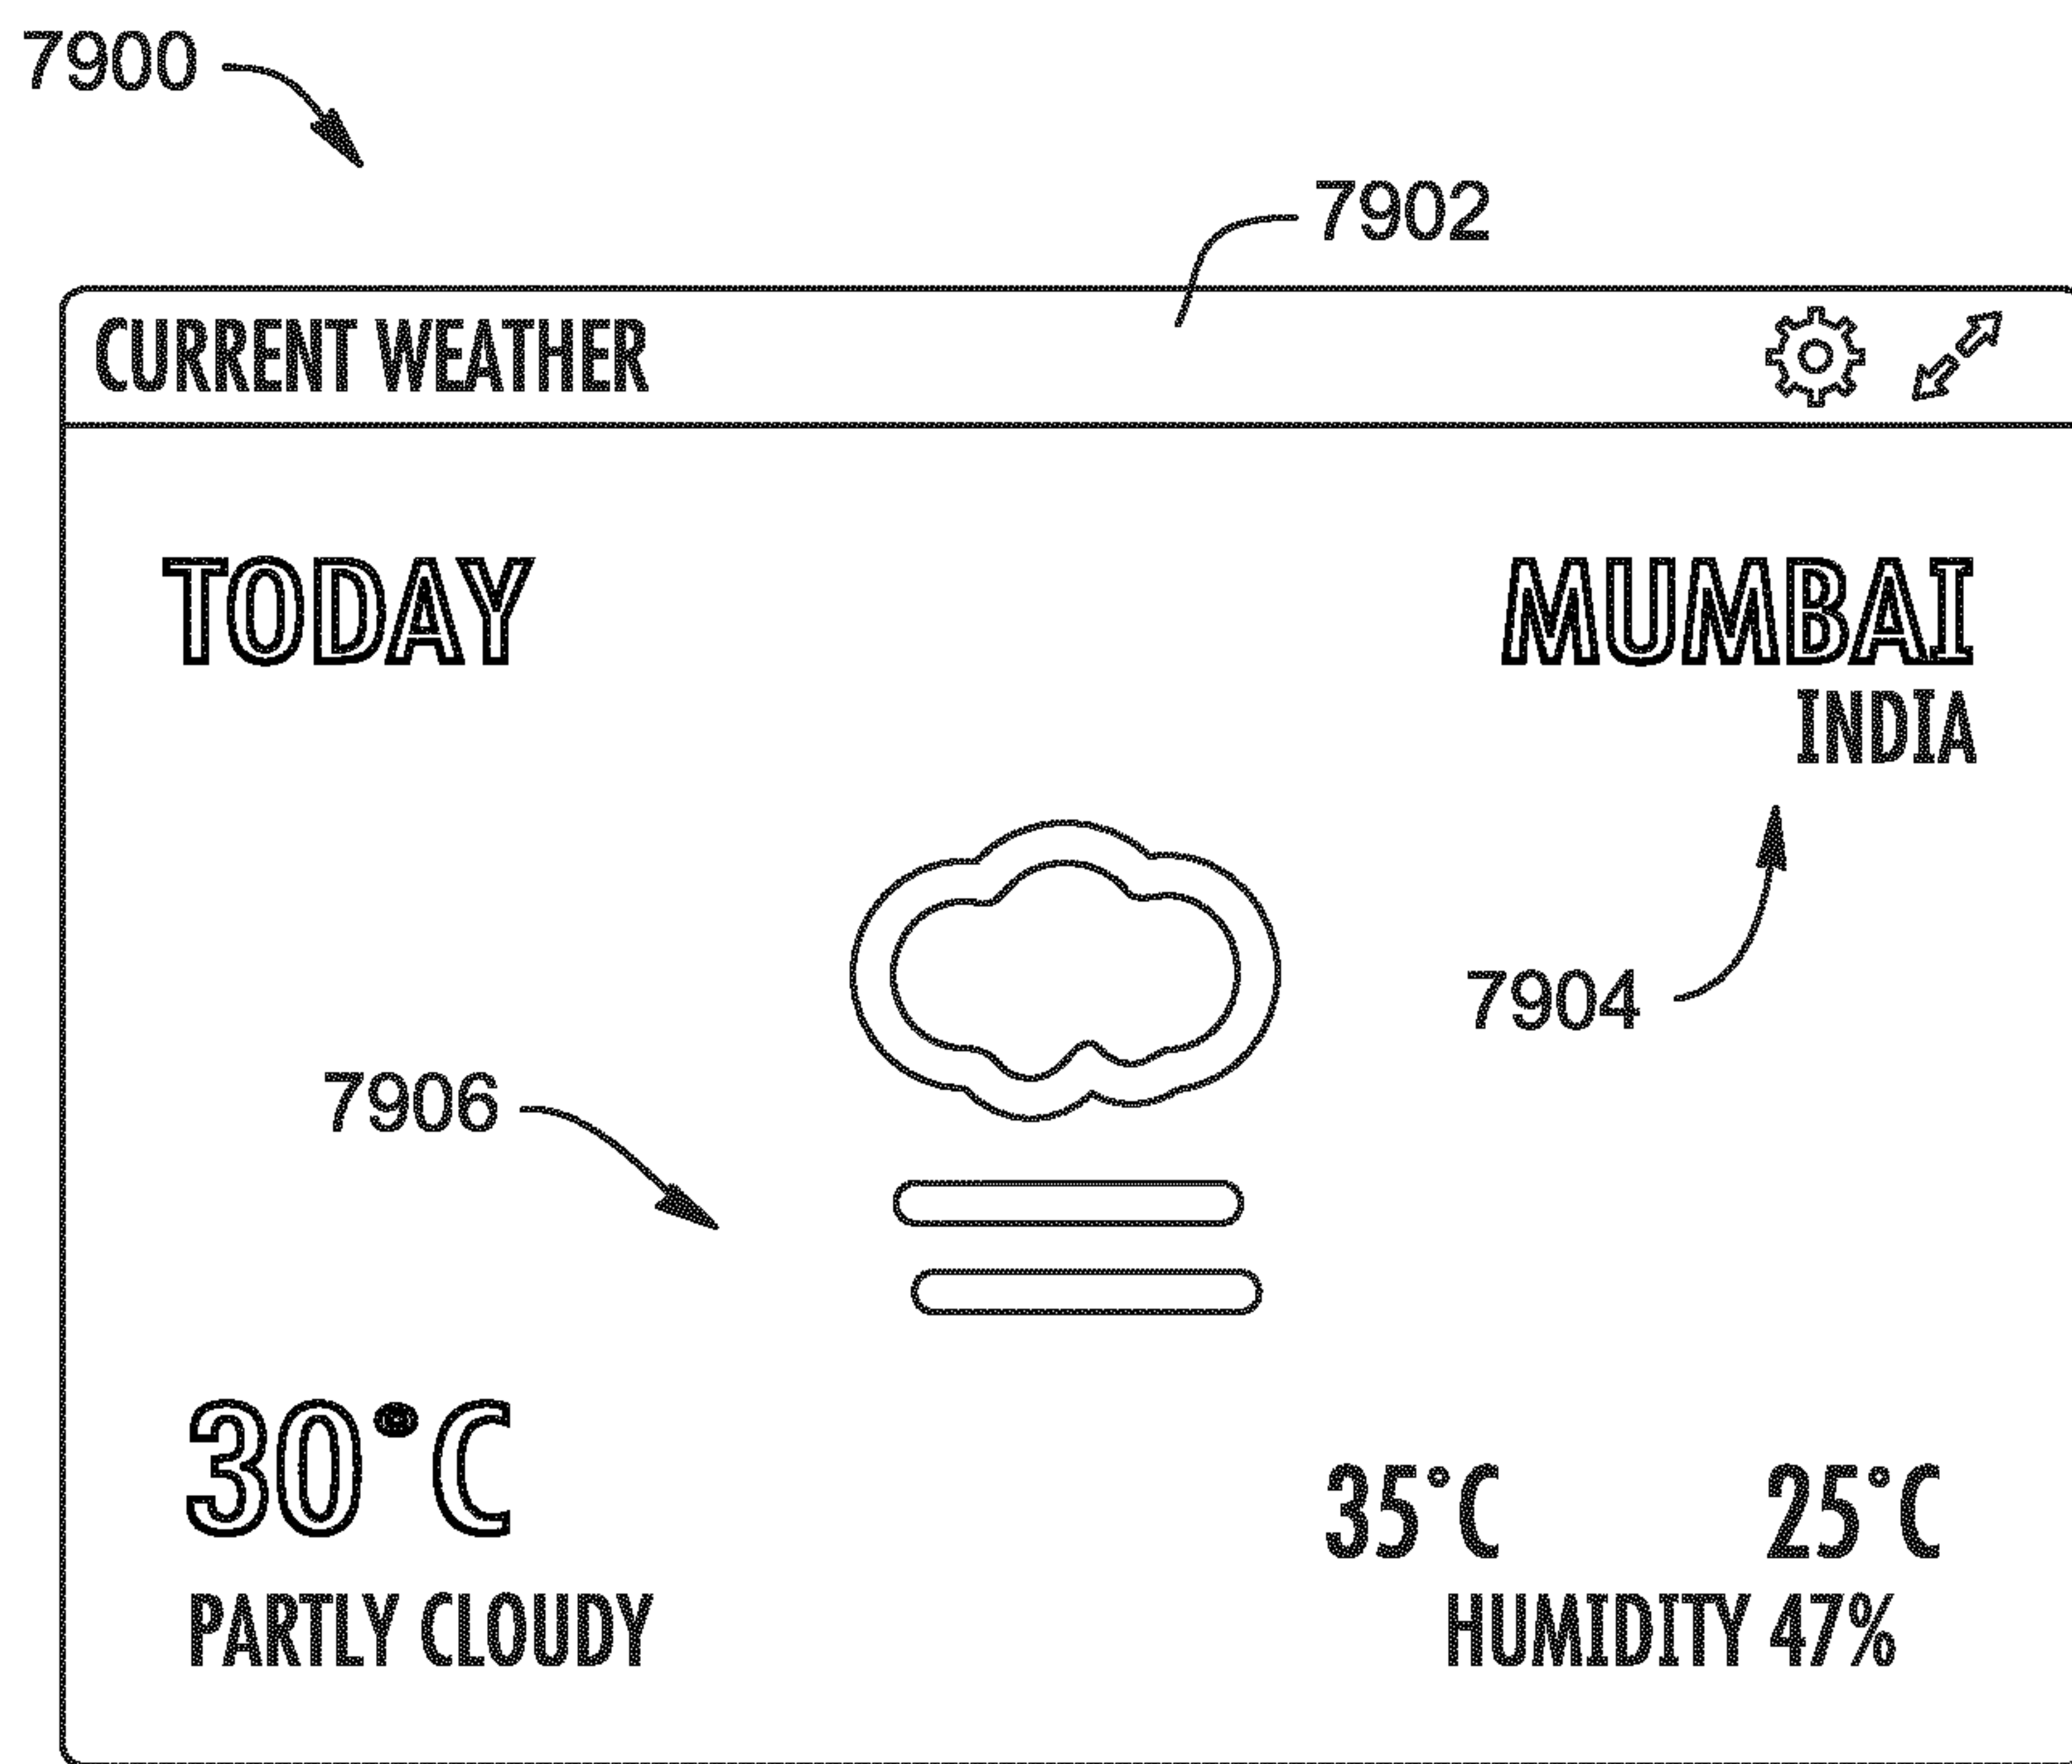 7900
7902
CURRENT WEATHER
TODAY
MUMBAI
INDIA
7904
7906
30°C
35°C 25°C
PARTLY CLOUDY
HUMIDITY 47%